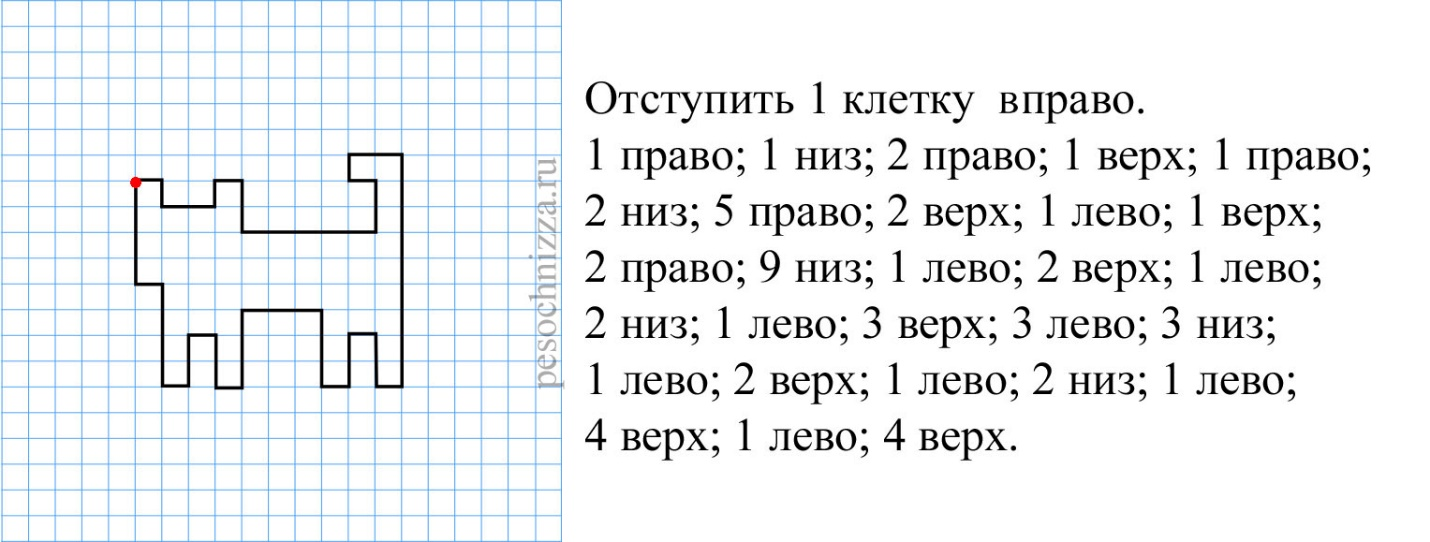 Отступить 1 клетку вправо.
1 право; 1 низ; 2 право; 1 верх; 1 право;
2 низ; 5 право; 2 верх; 1 лево; 1 верх;
2 право; 9 низ; 1 лево; 2 верх; 1 лево;
2 низ; 1 лево; 3 верх; 3 лево; 3 низ;
1 лево; 2 верх; 1 лево; 2 низ; 1 лево;
4 верх; 1 лево; 4 верх.
pesochnizza.ru